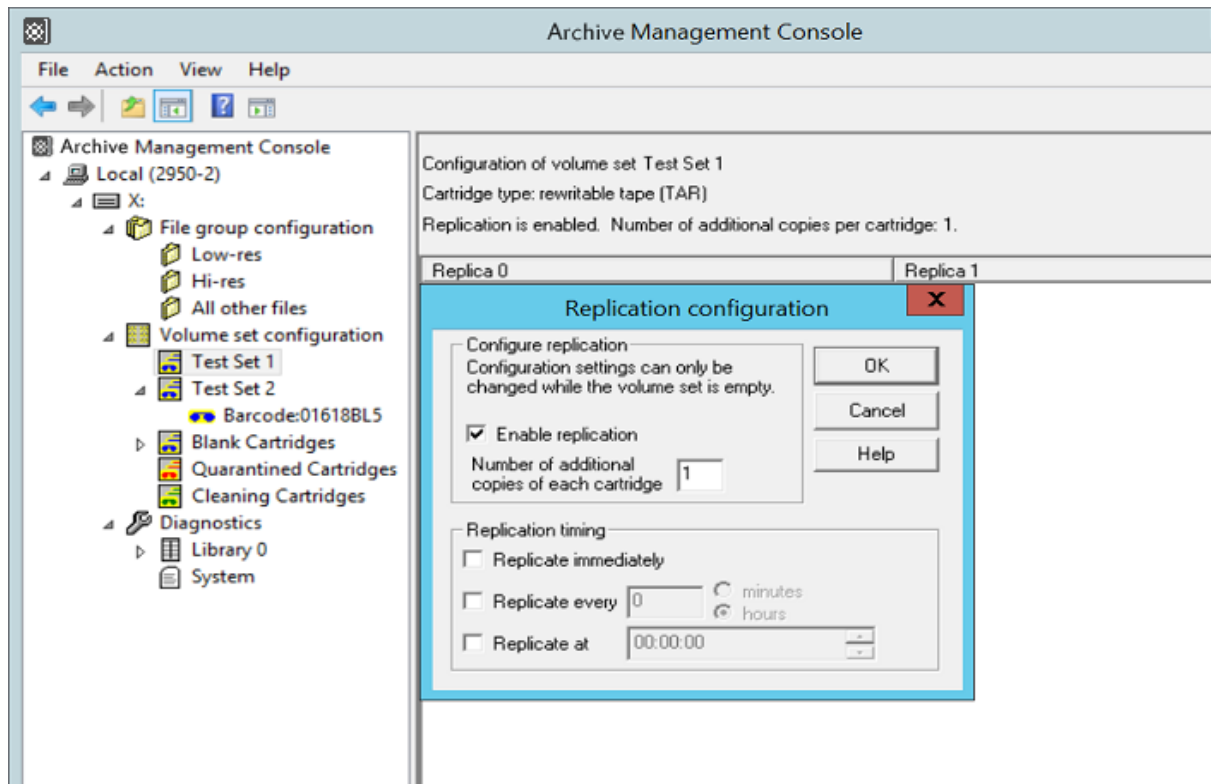 Archive Management Console
File Action View Help
Archive Management Console
Local (2950-2)
X:
File group configuration
Low-res
Hi-res
All other files
Volume set configuration
Test Set 1
Test Set 2
Barcode:01618BL5
Blank Cartridges
Quarantined Cartridges
Cleaning Cartridges
Diagnostics
Library 0
System
Configuration of volume set Test Set 1
Cartridge type: rewritable tape (TAR)
Replication is enabled. Number of additional copies per cartridge: 1.
Replica 0 Replica 1
Replication configuration
X
Configure replication
Configuration settings can only be
changed while the volume set is empty.
Enable replication
Number of additional
copies of each cartridge 1
OK
Cancel
Help
Replication timing
Replicate immediately
Replicate every 0 minutes
hours
Replicate at 00:00:00